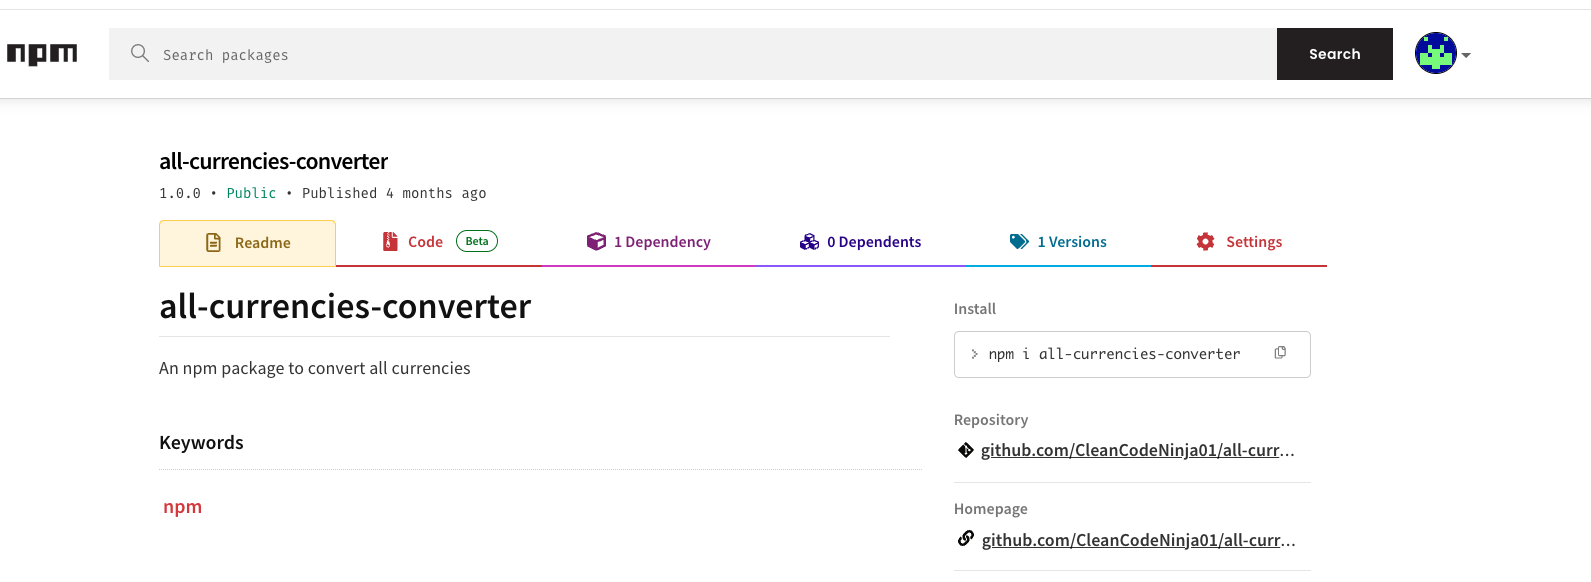 npm
Search packages
Search
all-currencies-converter
1.0.0 • Public • Published 4 months ago
Readme
Code Beta
1 Dependency
0 Dependents
1 Versions
Settings
all-currencies-converter
An npm package to convert all currencies
Keywords
npm
Install
> npm i all-currencies-converter
Repository
github.com/CleanCodeNinja01/all-curr...
Homepage
github.com/CleanCodeNinja01/all-curr...